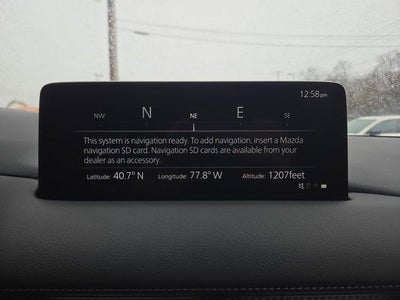 12:58pm
NW N NE E SE
This system is navigation ready. To add navigation, insert a Mazda
navigation SD card. Navigation SD cards are available from your
dealer as an accessory.
Latitude: 40.7° N Longitude: 77.8° W Altitude: 1207feet